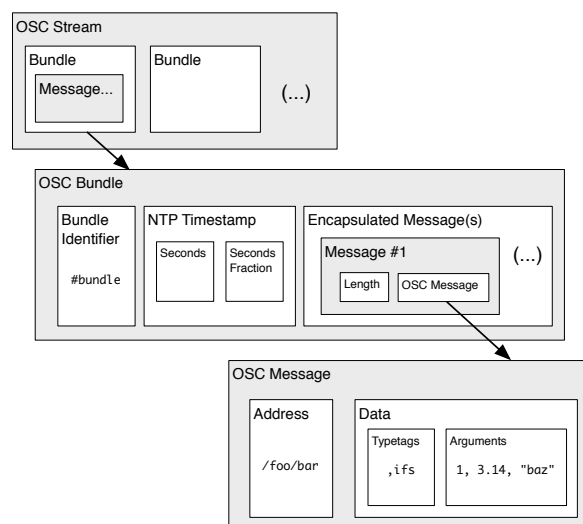 OSC Stream
Bundle
Message...
Bundle
(...)
OSC Bundle
Bundle
Identifier
#bundle
NTP Timestamp
Seconds
Seconds
Fraction
Encapsulated Message(s)
Message #1
Length
OSC Message
(...)
OSC Message
Address
/foo/bar
Data
Typetags
,ifs
Arguments
1, 3.14, "baz"